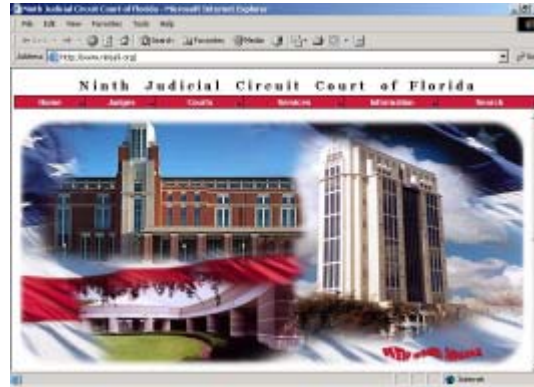 Ninth Judicial Circuit Court of Florida - Microsoft Internet Explorer
File Edit View Favorites Tools Help
Search Favorites Media
Address
Ninth Judicial Circuit Court of Florida
Home Judges Courts Services Information Search
Internet